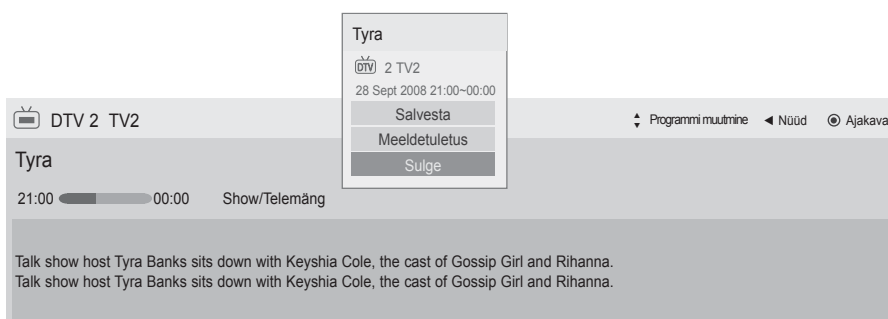 Tyra
DTV 2 TV2
28 Sept 2008 21:00~00:00
Salvesta
Meeldetuletus
Sulge
DTV 2 TV2
Programmi muutmine ◀ Nüüd ◉ Ajakava
Tyra
21:00 00:00 Show/Telemäng
Talk show host Tyra Banks sits down with Keyshia Cole, the cast of Gossip Girl and Rihanna.
Talk show host Tyra Banks sits down with Keyshia Cole, the cast of Gossip Girl and Rihanna.